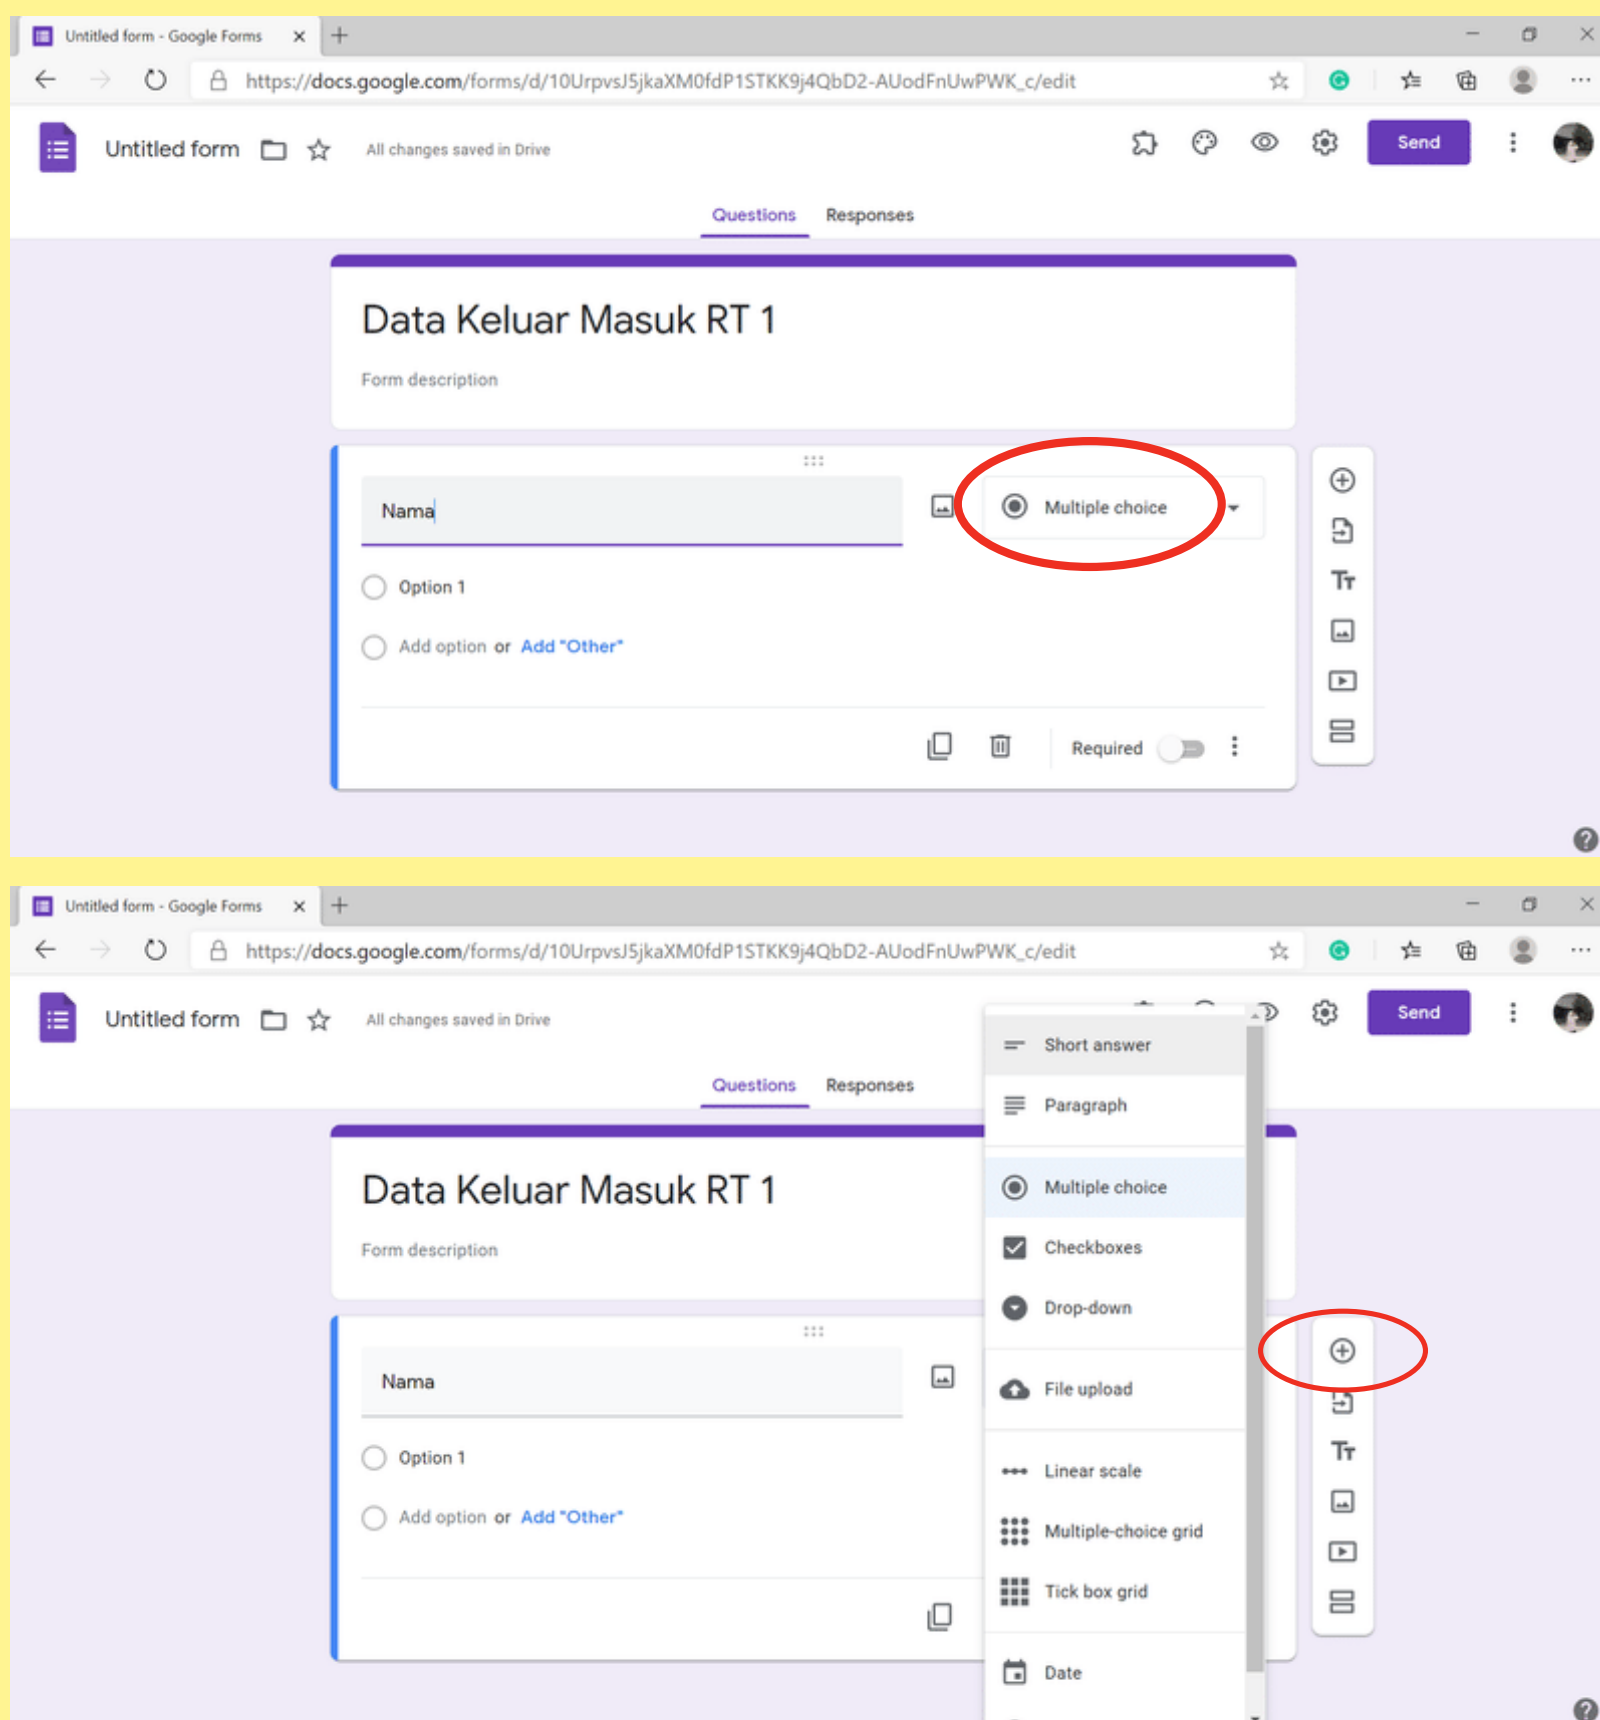 Untitled form - Google Forms
https://docs.google.com/forms/d/10UrpvsJ5jkaXM0fdP1STKK9j4QbD2-AUodFnUwPWK_c/edit
Untitled form All changes saved in Drive Send
Questions Responses
Data Keluar Masuk RT 1
Form description
Nama Multiple choice
Option 1
Add option or Add "Other"
Required
Untitled form - Google Forms
https://docs.google.com/forms/d/10UrpvsJ5jkaXM0fdP1STKK9j4QbD2-AUodFnUwPWK_c/edit
Untitled form All changes saved in Drive Send
Questions Responses
Data Keluar Masuk RT 1
Form description
Nama
Option 1
Add option or Add "Other"
Short answer
Paragraph
Multiple choice
Checkboxes
Drop-down
File upload
Linear scale
Multiple-choice grid
Tick box grid
Date